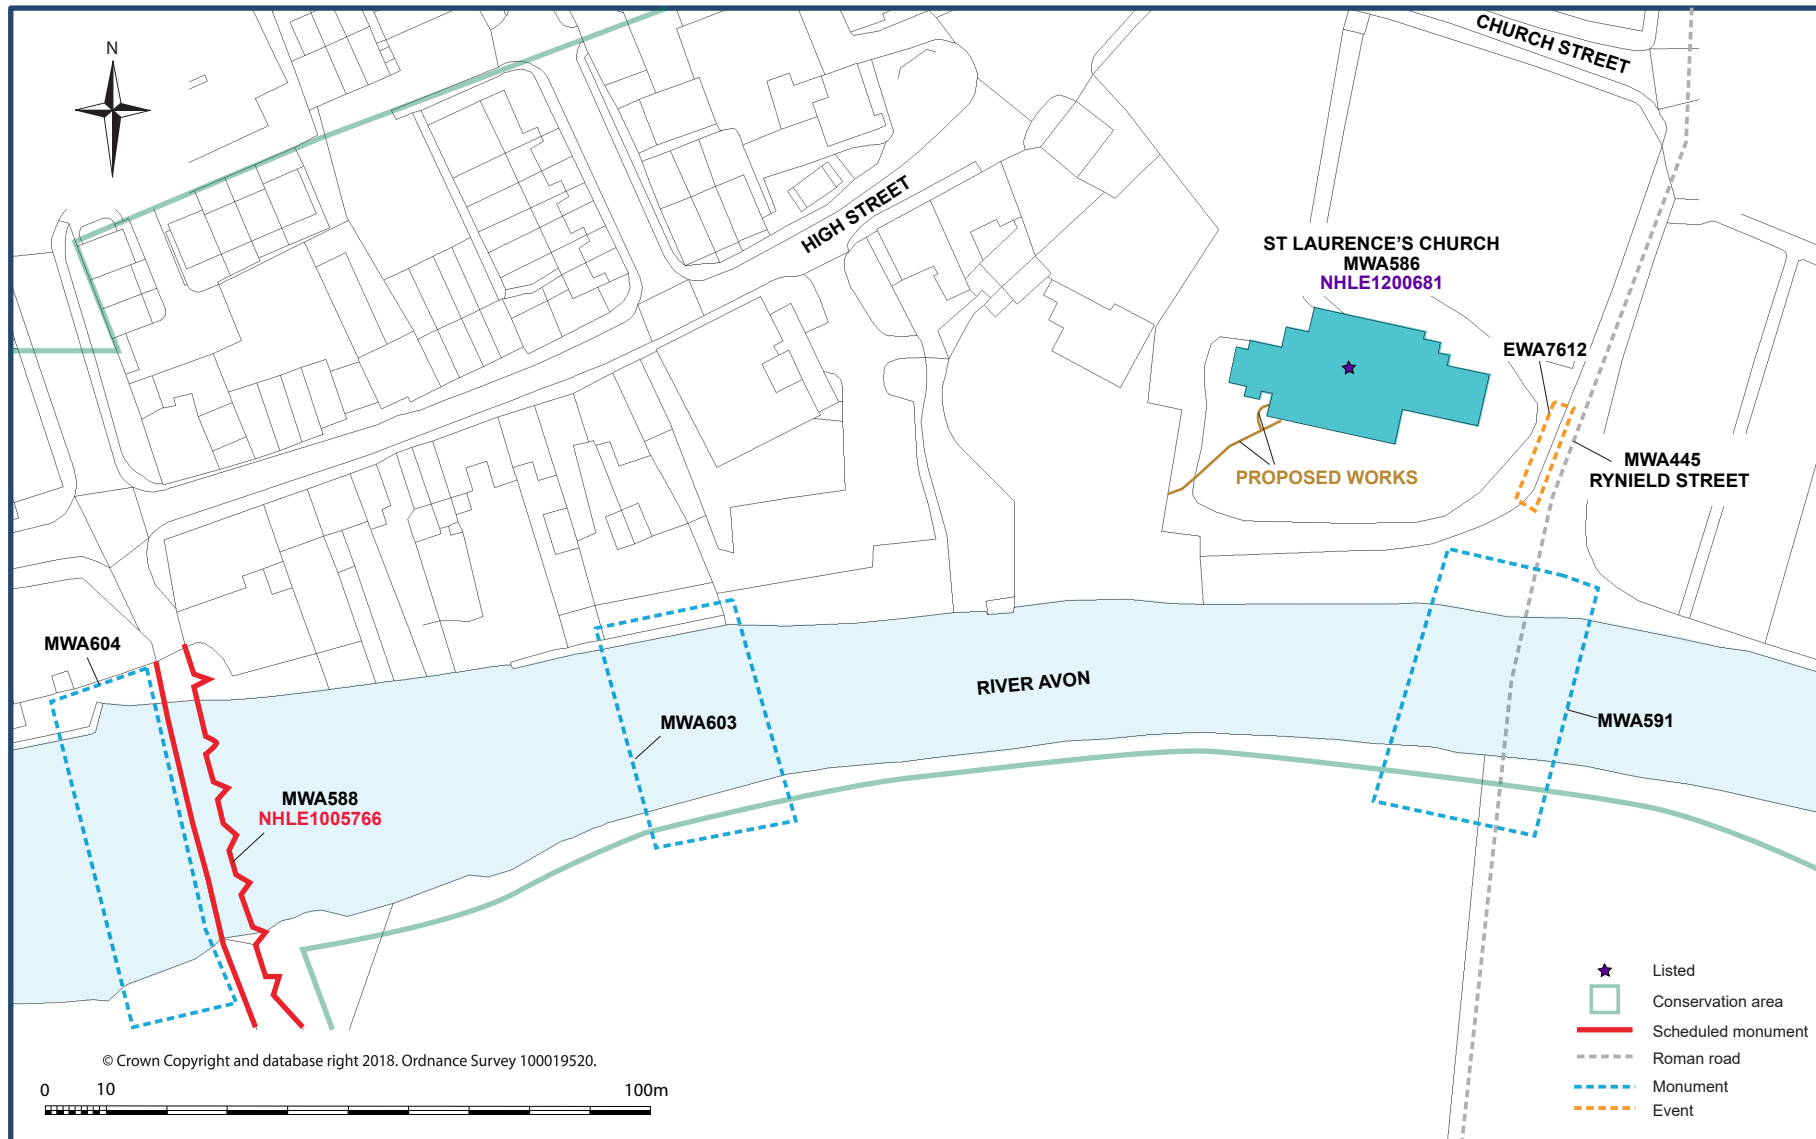 N
CHURCH STREET
HIGH STREET
ST LAURENCE'S CHURCH
MWA586
NHLE1200681
EWA7612
MWA445
RYNIELD STREET
PROPOSED WORKS
MWA604
RIVER AVON
MWA603
MWA591
MWA588
NHLE1005766
Listed
Conservation area
Scheduled monument
Roman road
Monument
Event
© Crown Copyright and database right 2018. Ordnance Survey 100019520.
0 10 100m